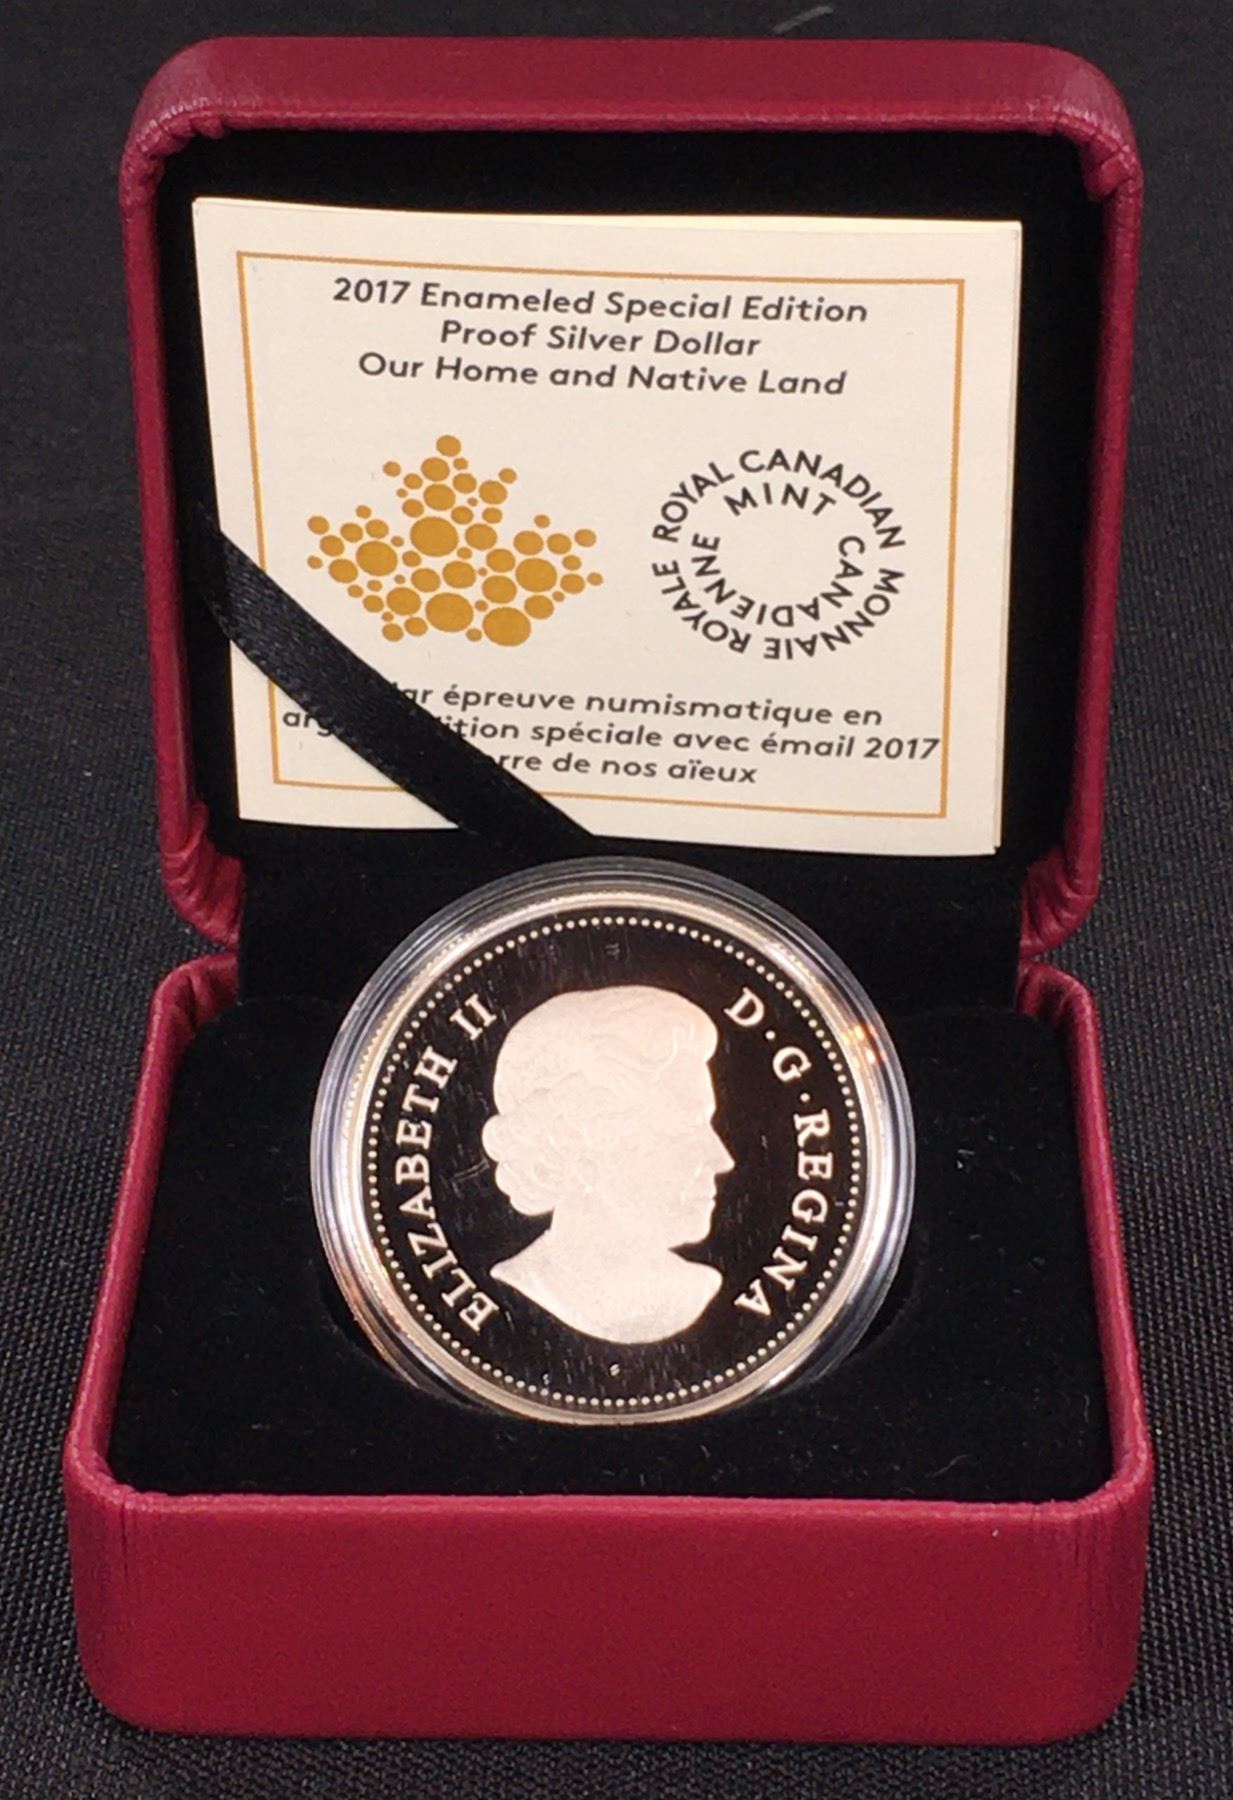 2017 Enameled Special Edition
Proof Silver Dollar
Our Home and Native Land
ROYAL CANADIAN
MINT
MONNAIE ROYALE
CANADIENNE
épreuve numismatique en
spéciale avec émail 2017
de nos aïeux
ELIZABETH II
D·G·REGINA